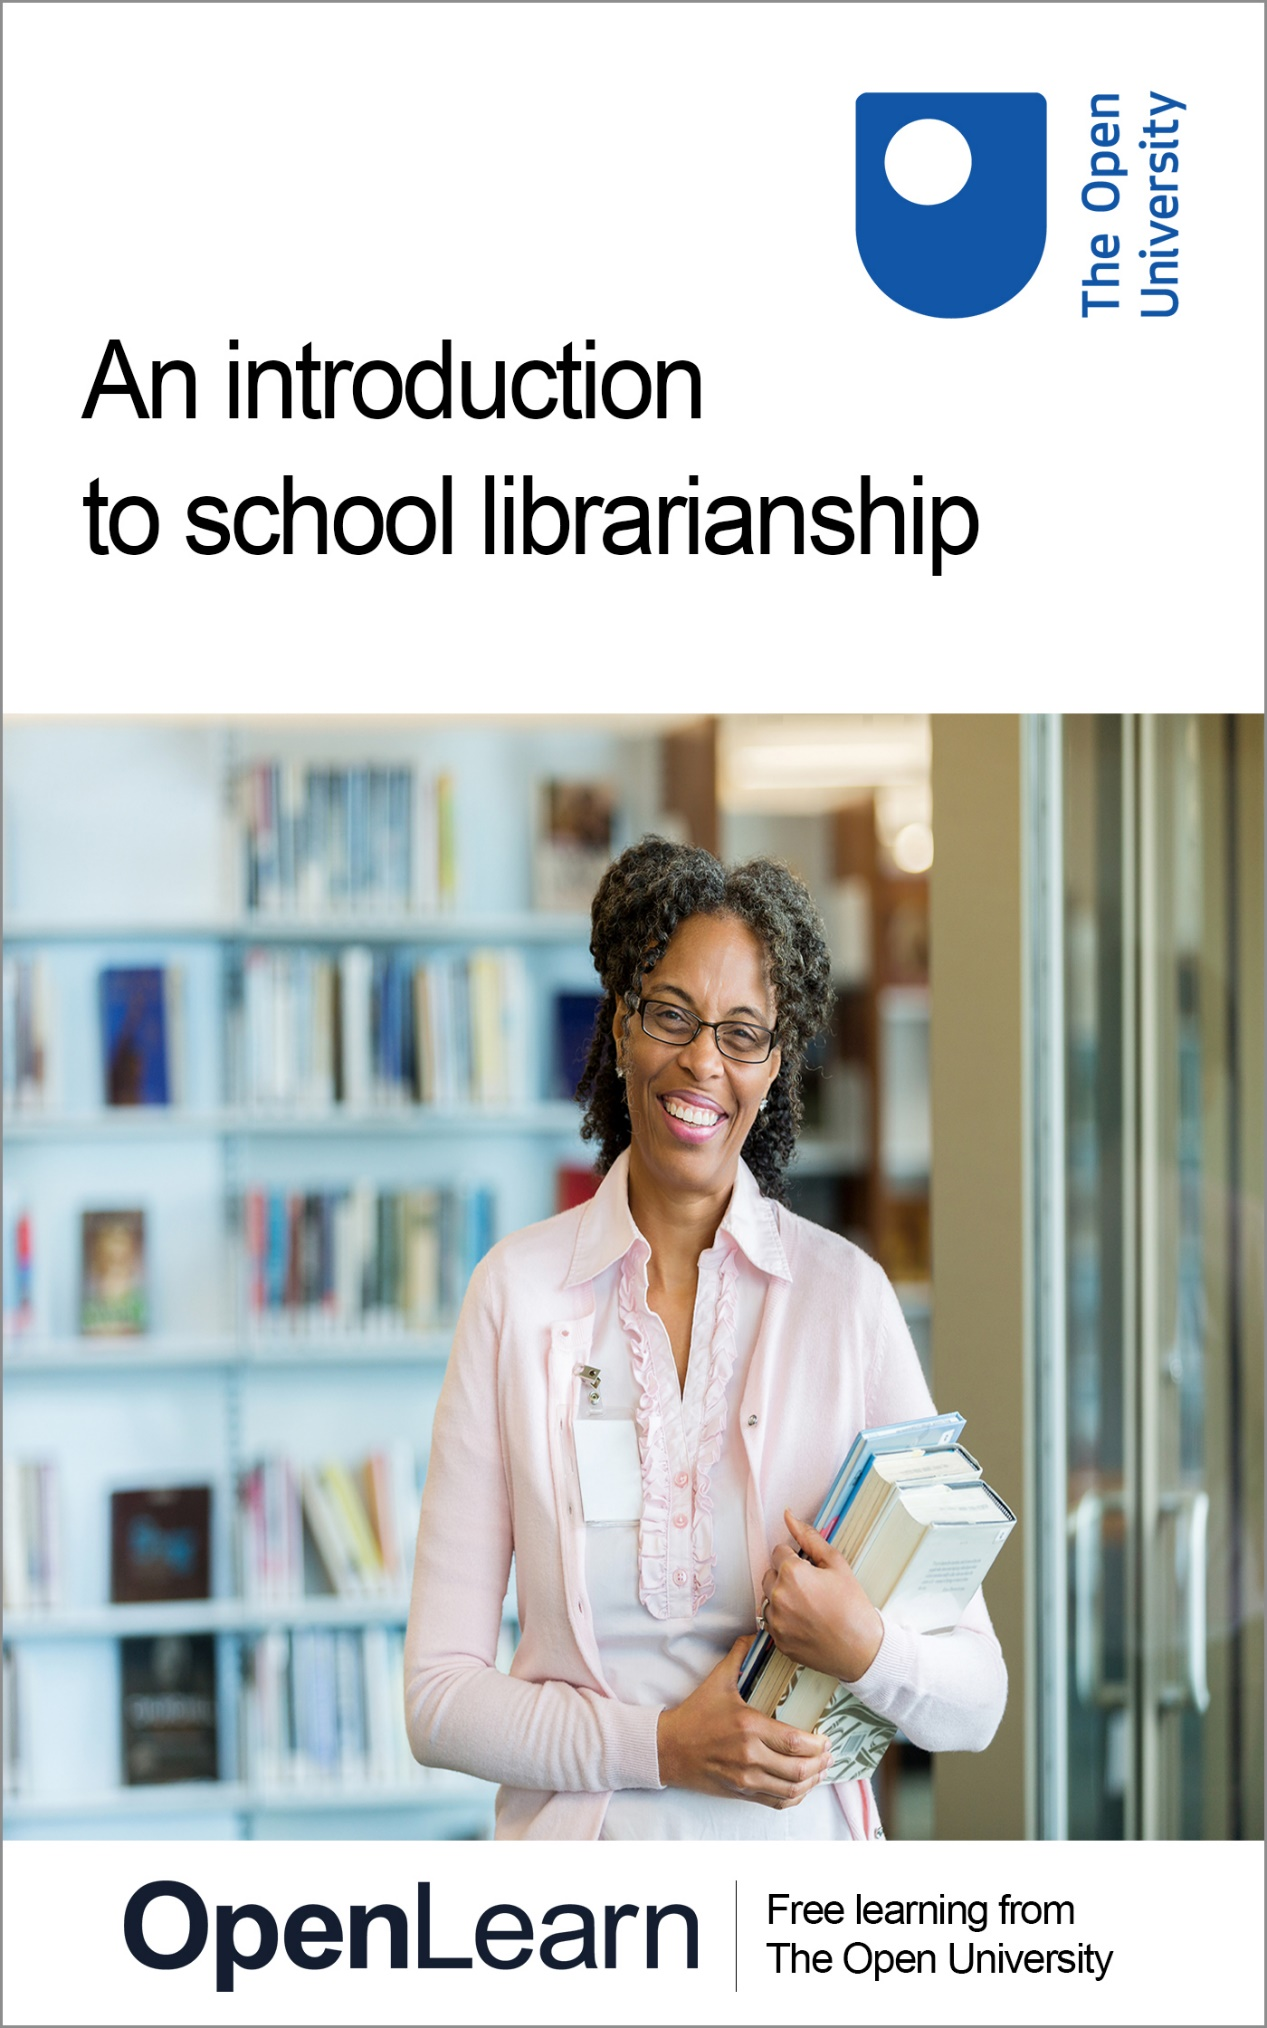 The Open
University
An introduction
to school librarianship
OpenLearn
Free learning from
The Open University